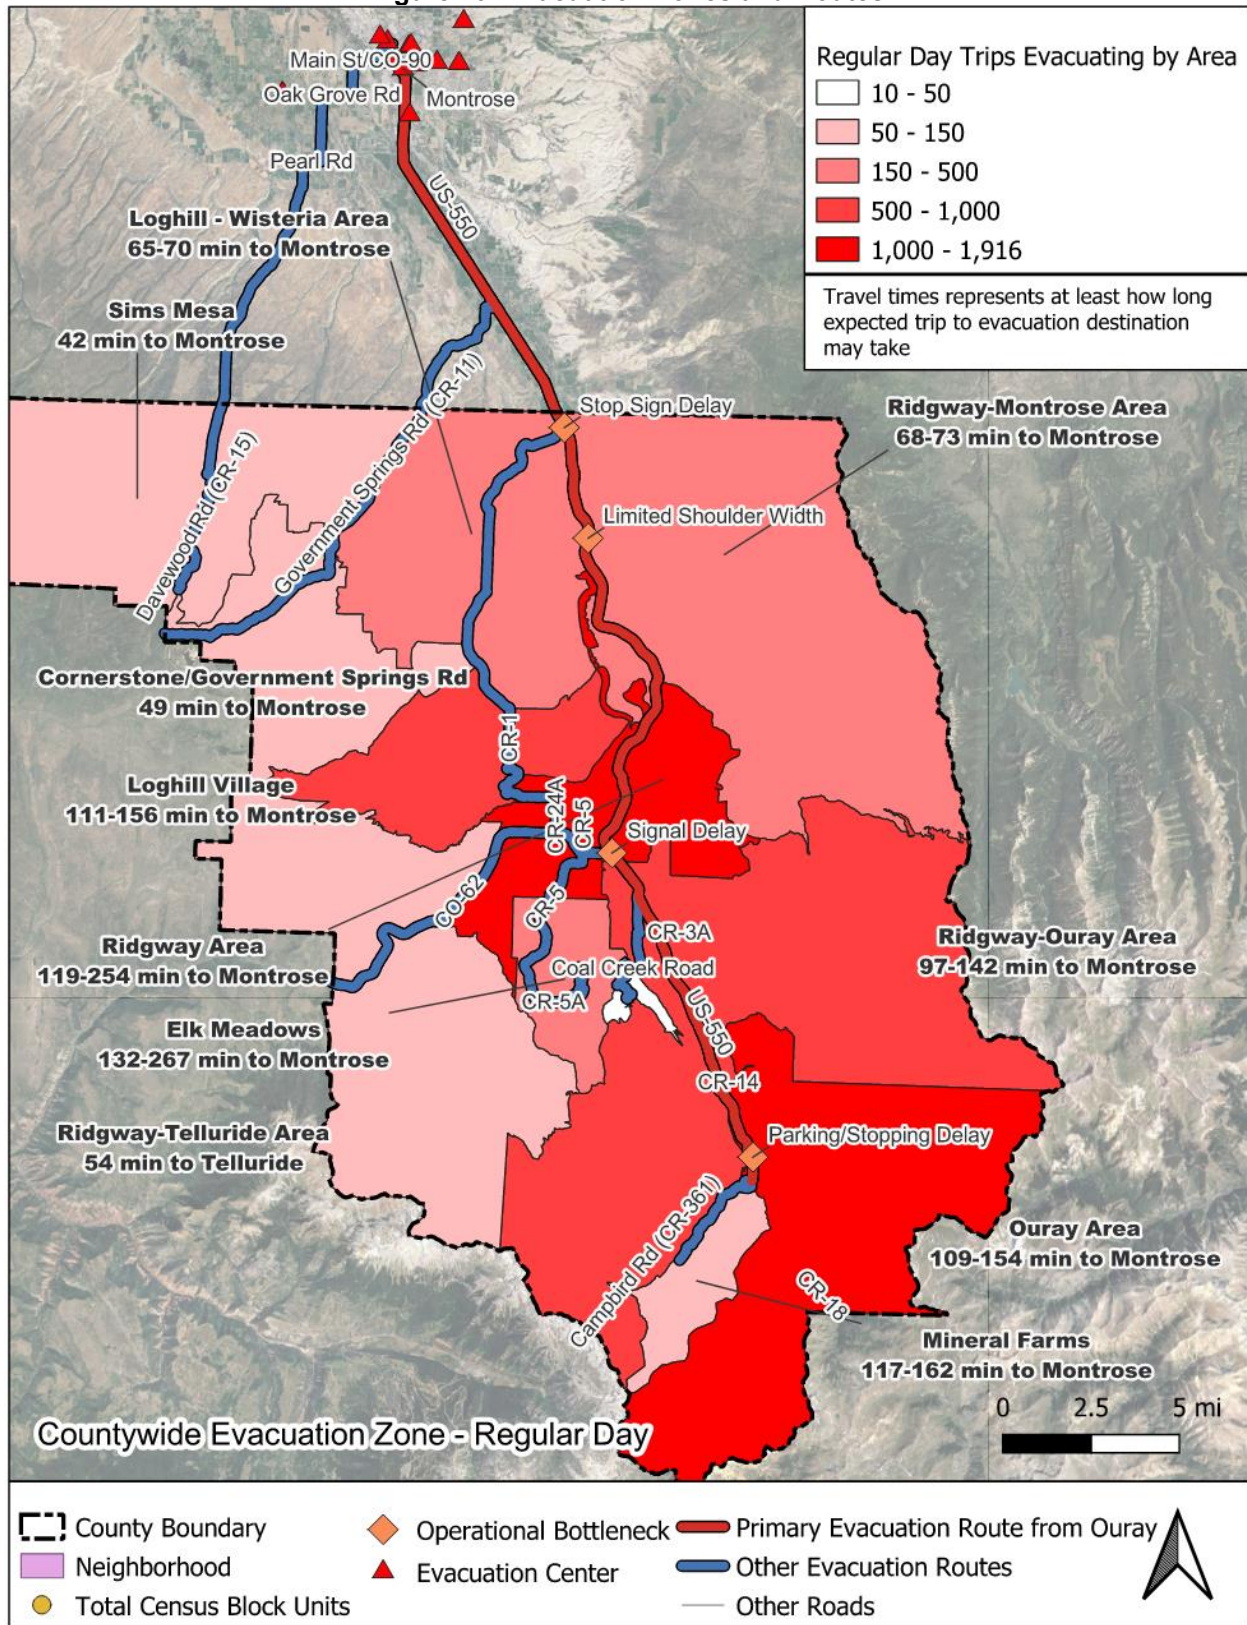 Main St/CO-90
Oak Grove Rd
Montrose
Pearl Rd
US-550
Regular Day Trips Evacuating by Area
10 - 50
50 - 150
150 - 500
500 - 1,000
1,000 - 1,916
Travel times represents at least how long
expected trip to evacuation destination
may take
Loghill - Wisteria Area
65-70 min to Montrose
Sims Mesa
42 min to Montrose
Government Springs Rd (CR-11)
Davewood Rd (CR-15)
Stop Sign Delay
Ridgway-Montrose Area
68-73 min to Montrose
Limited Shoulder Width
Cornerstone/Government Springs Rd
49 min to Montrose
CR-1
Loghill Village
111-156 min to Montrose
CR-24A
CR-5
Signal Delay
CO-62
CR-5
CR-3A
Ridgway Area
119-254 min to Montrose
Ridgway-Ouray Area
97-142 min to Montrose
Coal Creek Road
CR-5A
US-550
Elk Meadows
132-267 min to Montrose
CR-14
Ridgway-Telluride Area
54 min to Telluride
Parking/Stopping Delay
Campbird Rd (CR-361)
Ouray Area
109-154 min to Montrose
CR-18
Mineral Farms
117-162 min to Montrose
0 2.5 5 mi
Countywide Evacuation Zone - Regular Day
County Boundary
Neighborhood
Total Census Block Units
Operational Bottleneck
Evacuation Center
Primary Evacuation Route from Ouray
Other Evacuation Routes
Other Roads